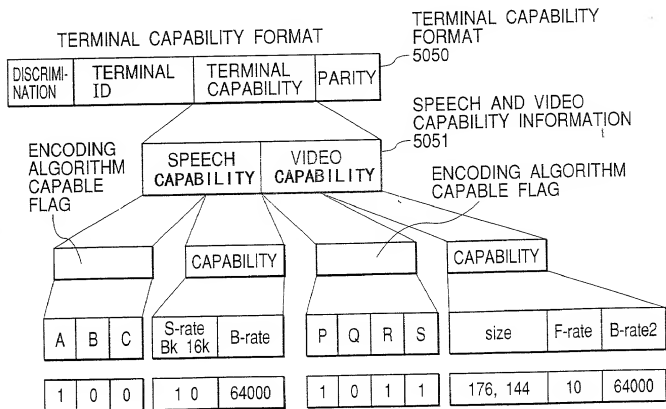 TERMINAL CAPABILITY FORMAT
TERMINAL CAPABILITY
FORMAT
5050
DISCRIMI-
NATION
TERMINAL
ID
TERMINAL
CAPABILITY
PARITY
SPEECH AND VIDEO
CAPABILITY INFORMATION
5051
ENCODING
ALGORITHM
CAPABLE
FLAG
SPEECH
CAPABILITY
VIDEO
CAPABILITY
ENCODING ALGORITHM
CAPABLE FLAG
CAPABILITY
CAPABILITY
A B C
S-rate
Bk 16k
B-rate
P Q R S
size
F-rate
B-rate2
1 0 0
1 0
64000
1 0 1 1
176, 144
10
64000